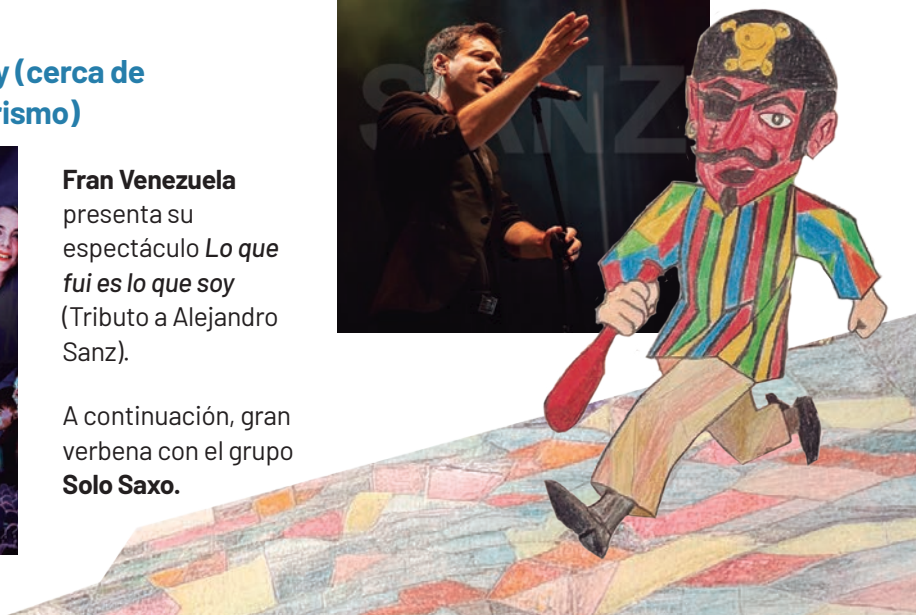 y (cerca de
rismo)
Fran Venezuela
presenta su
espectáculo Lo que
fui es lo que soy
(Tributo a Alejandro
Sanz).
A continuación, gran
verbena con el grupo
Solo Saxo.
SANZ